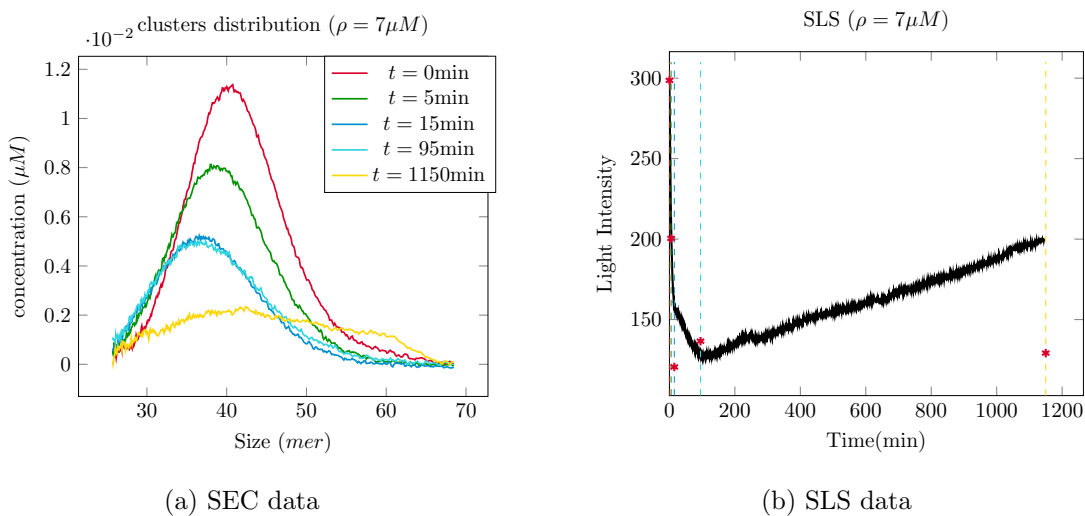 clusters distribution (ρ = 7μM)
·10⁻²
1.2
1
0.8
0.6
0.4
0.2
0
30
40
50
60
70
concentration (μM)
Size (mer)
t = 0min
t = 5min
t = 15min
t = 95min
t = 1150min
(a) SEC data
SLS (ρ = 7μM)
300
250
200
150
0
200
400
600
800
1000
1200
Light Intensity
Time(min)
(b) SLS data